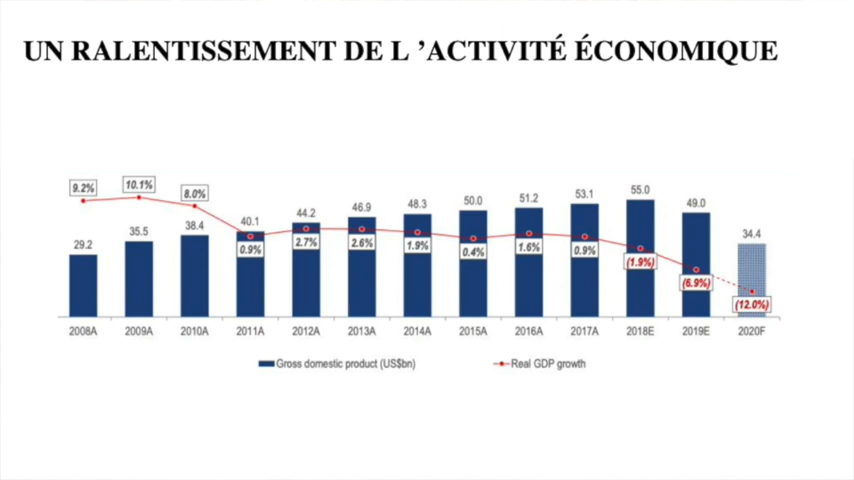 UN RALENTISSEMENT DE L ’ACTIVITÉ ÉCONOMIQUE
9.2% 10.1% 8.0%
29.2 35.5 38.4 40.1 44.2 46.9 48.3 50.0 51.2 53.1 55.0 49.0 34.4
0.9% 2.7% 2.6% 1.9% 0.4% 1.6% 0.9% (1.9%) (6.9%) (12.0%)
2008A 2009A 2010A 2011A 2012A 2013A 2014A 2015A 2016A 2017A 2018E 2019E 2020F
Gross domestic product (US$bn) Real GDP growth